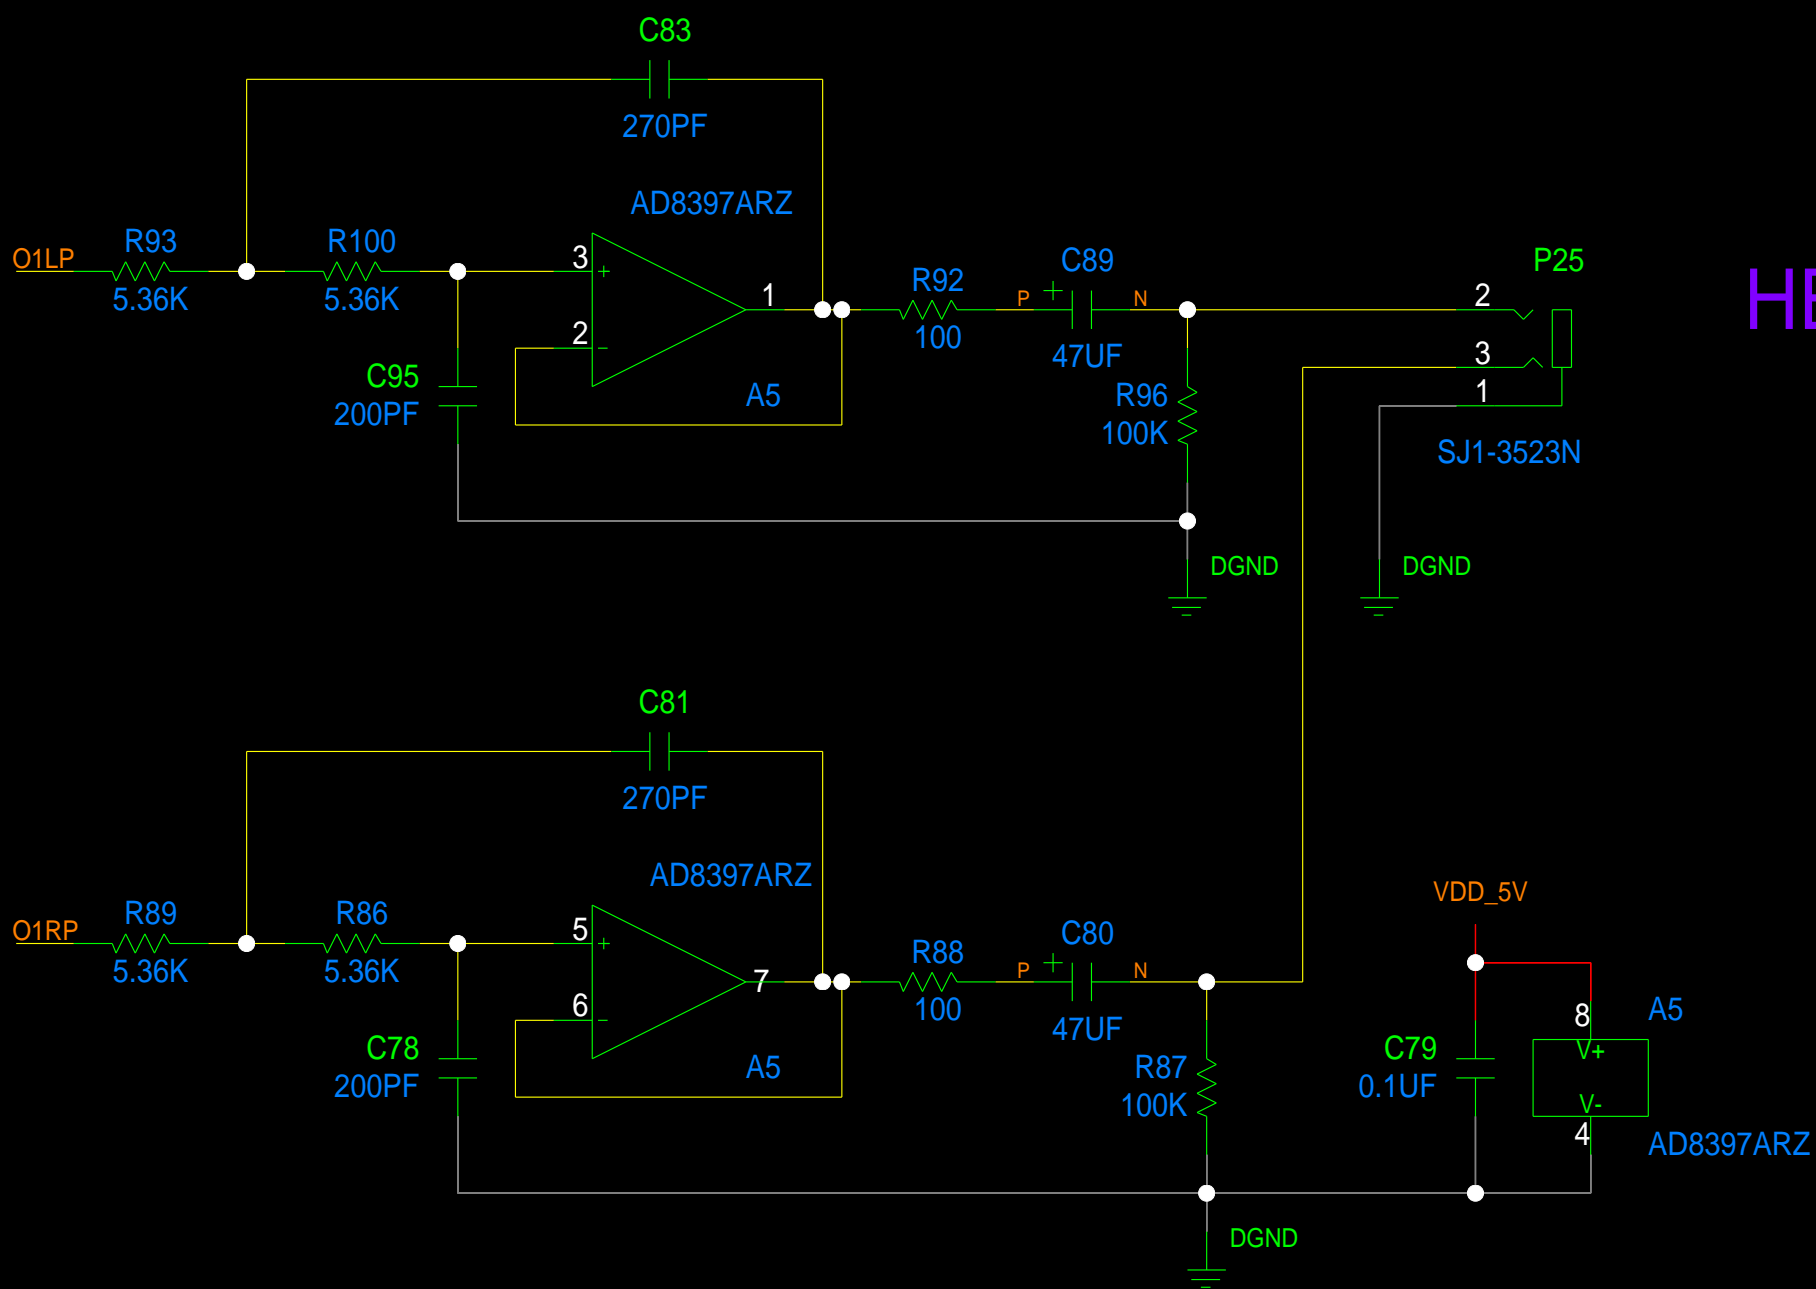 C83
270PF
AD8397ARZ
O1LP
R93
5.36K
R100
5.36K
3
+
2
-
1
A5
C95
200PF
R92
100
P
+
C89
N
47UF
R96
100K
P25
2
3
1
SJ1-3523N
HE
DGND
DGND
C81
270PF
AD8397ARZ
O1RP
R89
5.36K
R86
5.36K
5
+
6
-
7
A5
C78
200PF
R88
100
P
+
C80
N
47UF
R87
100K
VDD_5V
C79
0.1UF
8
V+
V-
4
A5
AD8397ARZ
DGND